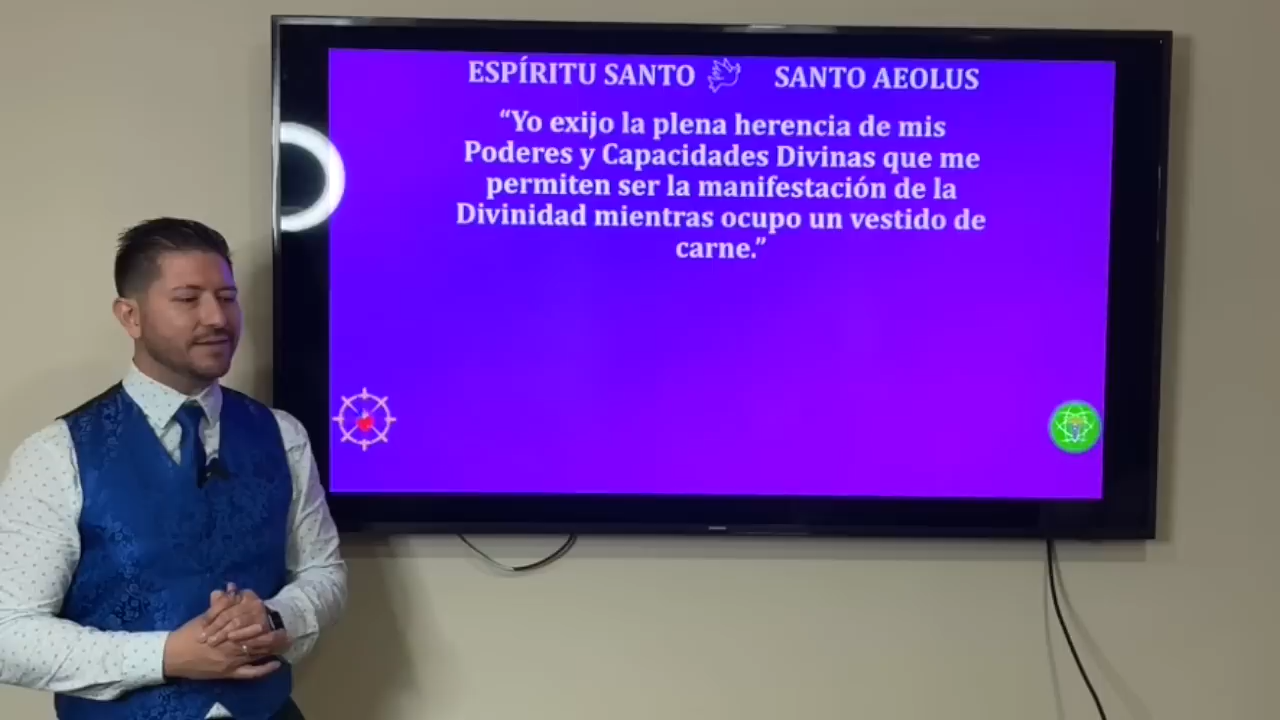 ESPÍRITU SANTO SANTO AEOLUS
“Yo exijo la plena herencia de mis
Poderes y Capacidades Divinas que me
permiten ser la manifestación de la
Divinidad mientras ocupo un vestido de
carne.”